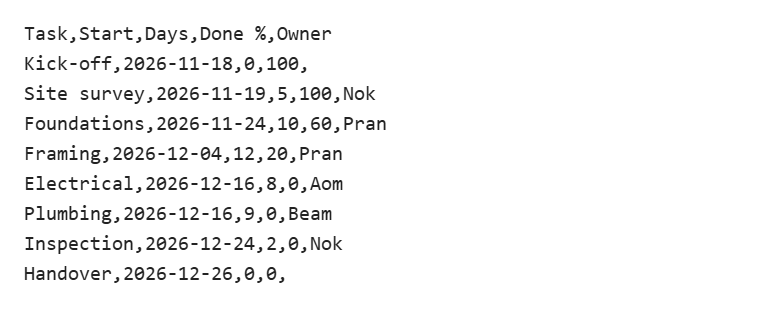 Task,Start,Days,Done %,Owner
Kick-off,2026-11-18,0,100,
Site survey,2026-11-19,5,100,Nok
Foundations,2026-11-24,10,60,Pran
Framing,2026-12-04,12,20,Pran
Electrical,2026-12-16,8,0,Aom
Plumbing,2026-12-16,9,0,Beam
Inspection,2026-12-24,2,0,Nok
Handover,2026-12-26,0,0,